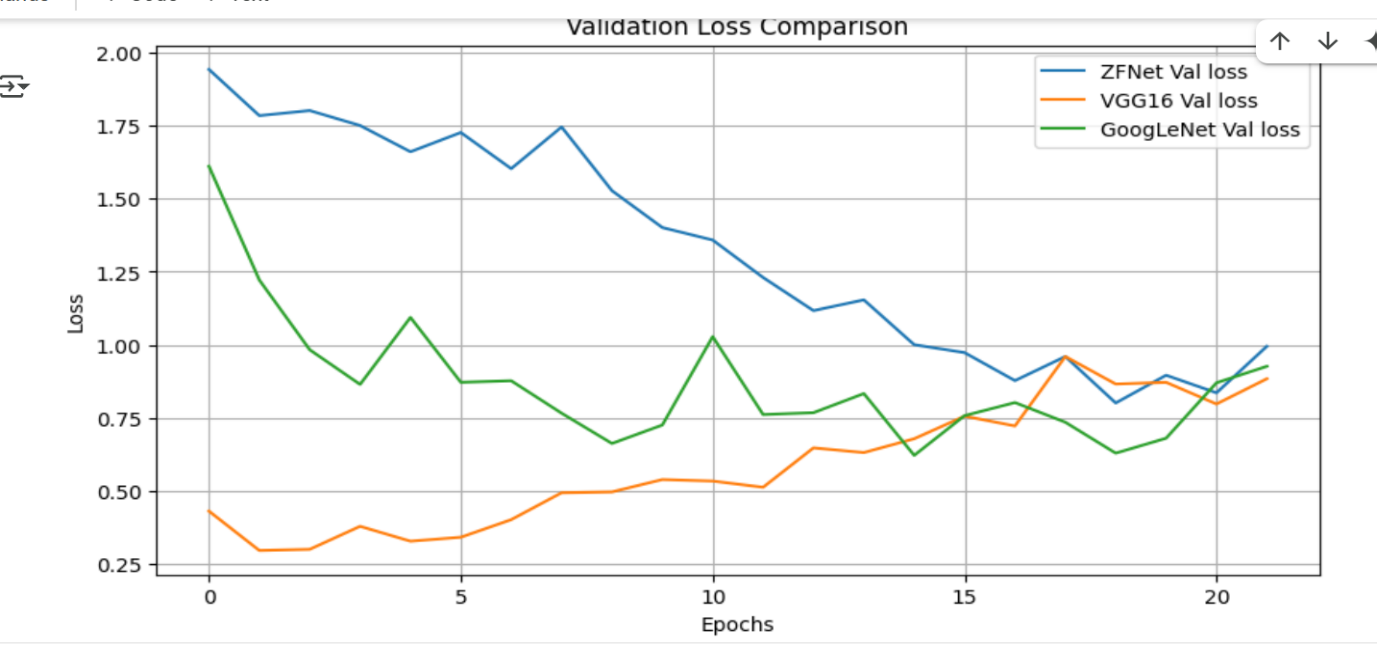 Validation Loss Comparison
ZFNet Val loss
VGG16 Val loss
GoogLeNet Val loss
2.00
1.75
1.50
1.25
1.00
0.75
0.50
0.25
Loss
0 5 10 15 20
Epochs